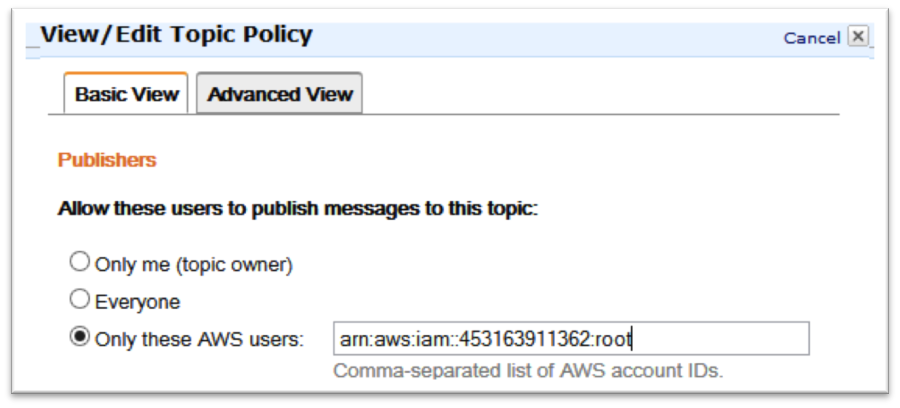 View/Edit Topic Policy
Cancel
Basic View
Advanced View
Publishers
Allow these users to publish messages to this topic:
Only me (topic owner)
Everyone
Only these AWS users: arn:aws:iam::453163911362:root
Comma-separated list of AWS account IDs.